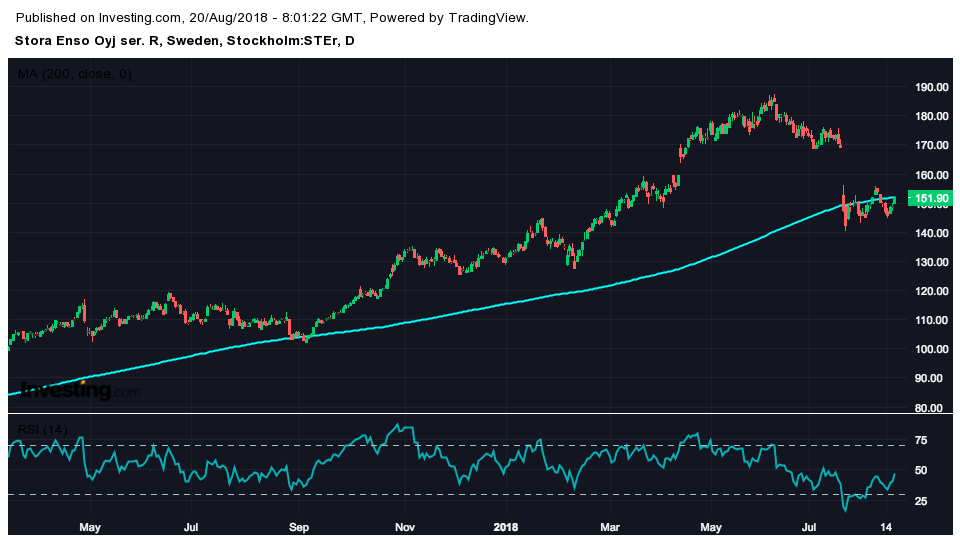 Published on Investing.com, 20/Aug/2018 - 8:01:22 GMT, Powered by TradingView.
Stora Enso Oyj ser. R, Sweden, Stockholm:STEr, D
MA (200, close, 0)
190.00
180.00
170.00
160.00
151.90
150.00
140.00
130.00
120.00
110.00
100.00
90.00
80.00
Investing.com
RSI (14)
75
50
25
May Jul Sep Nov 2018 Mar May Jul 14